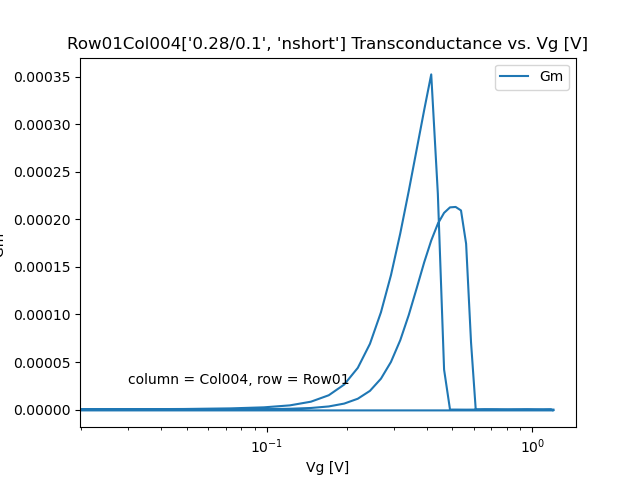 Row01Col004['0.28/0.1', 'nshort'] Transconductance vs. Vg [V]
Gm
0.00035
0.00030
0.00025
0.00020
0.00015
0.00010
0.00005
0.00000
column = Col004, row = Row01
10⁻¹
10⁰
Vg [V]